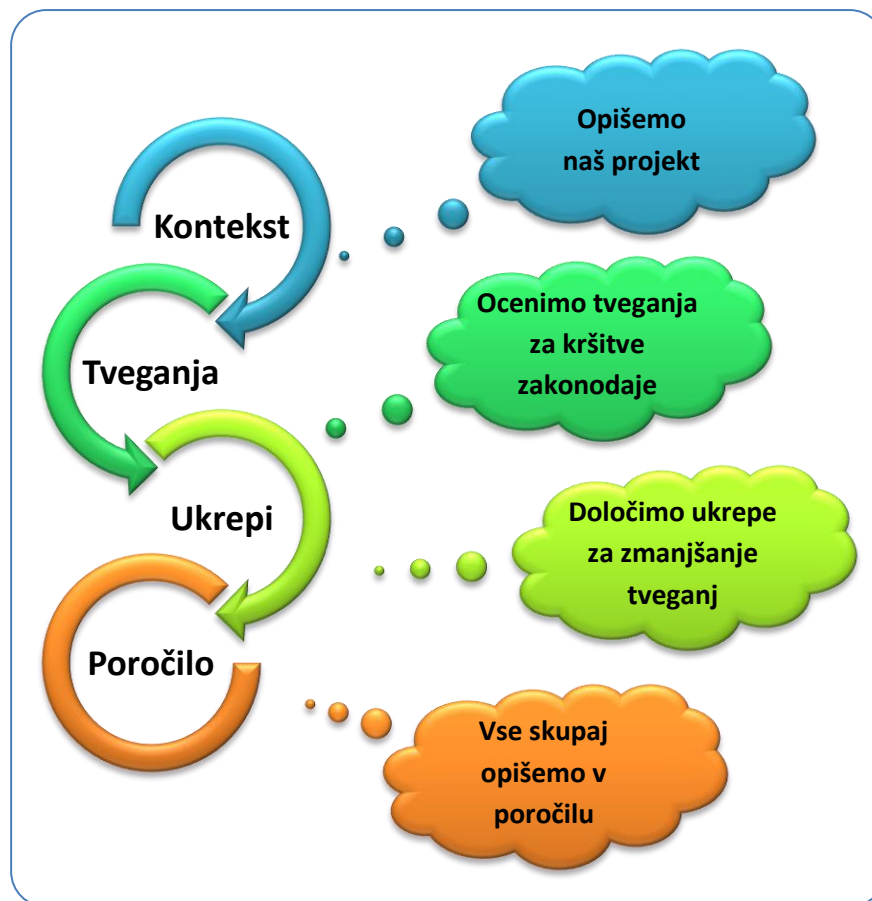 Kontekst
Opišemo
naš projekt
Tveganja
Ocenimo tveganja
za kršitve
zakonodaje
Ukrepi
Določimo ukrepe
za zmanjšanje
tveganj
Poročilo
Vse skupaj
opišemo v
poročilu